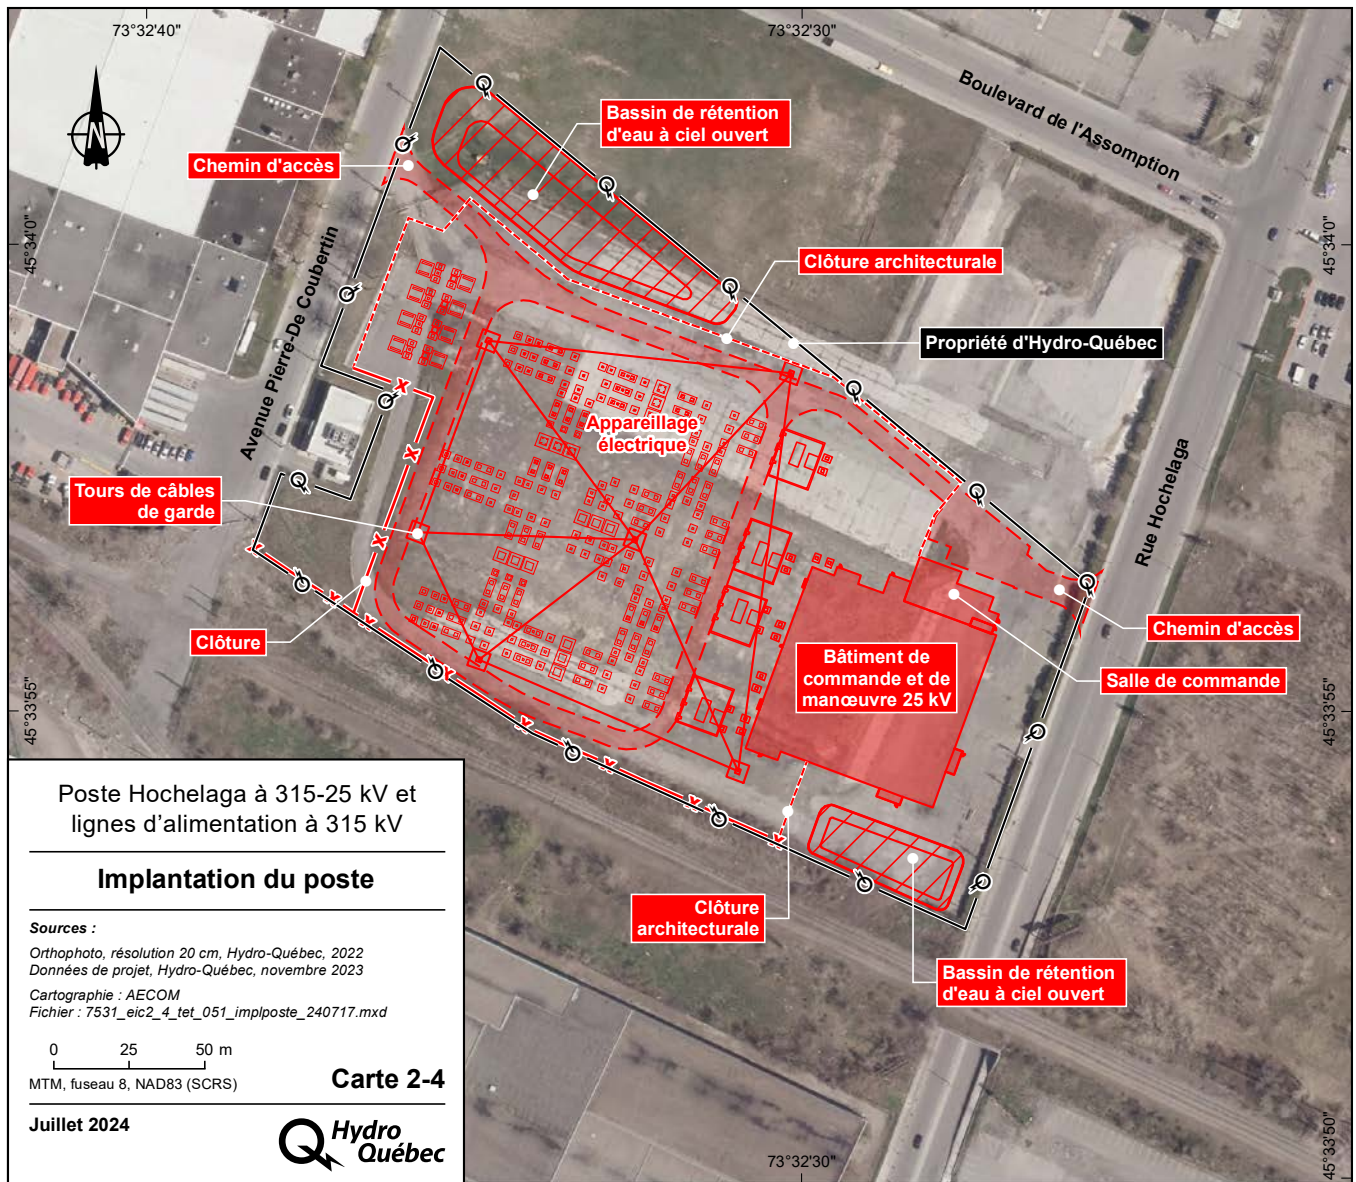 73°32'40"
73°32'30"
Boulevard de l'Assomption
Bassin de rétention
d'eau à ciel ouvert
Chemin d'accès
N
45°34'0"
45°34'0"
Clôture architecturale
Avenue Pierre-De Coubertin
Propriété d'Hydro-Québec
Appareillage
électrique
Rue Hochelaga
Tours de câbles
de garde
Clôture
Chemin d'accès
Bâtiment de
commande et de
manœuvre 25 kV
Salle de commande
45°33'55"
45°33'55"
Clôture
architecturale
Bassin de rétention
d'eau à ciel ouvert
Poste Hochelaga à 315-25 kV et
lignes d’alimentation à 315 kV
Implantation du poste
Sources :
Orthophoto, résolution 20 cm, Hydro-Québec, 2022
Données de projet, Hydro-Québec, novembre 2023
Cartographie : AECOM
Fichier : 7531_eic2_4_tet_051_implposte_240717.mxd
0 25 50 m
MTM, fuseau 8, NAD83 (SCRS)
Carte 2-4
Juillet 2024
Hydro
Québec
73°32'30"
45°33'50"